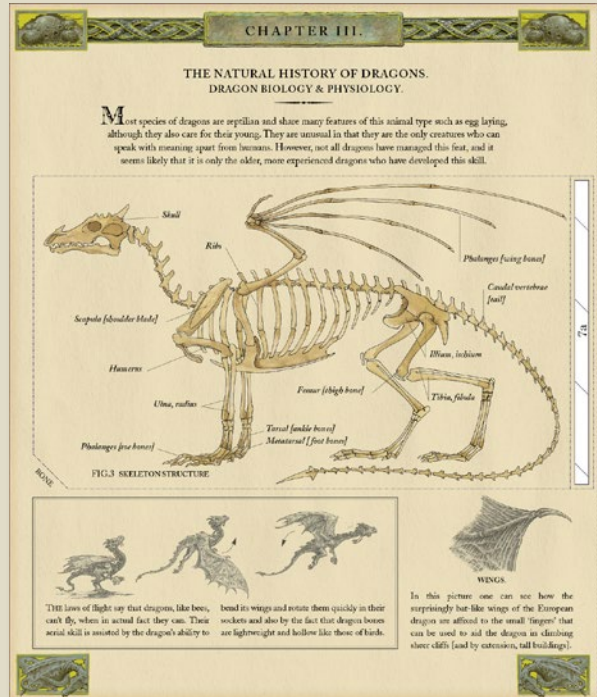 CHAPTER III.
THE NATURAL HISTORY OF DRAGONS.
DRAGON BIOLOGY & PHYSIOLOGY.
Most species of dragons are reptilian and share many features of this animal type such as egg laying,
although they also care for their young. They are unusual in that they are the only creatures who can
speak with meaning apart from humans. However, not all dragons have managed this feat, and it
seems likely that it is only the older, more experienced dragons who have developed this skill.
Skull
Ribs
Phalanges [wing bones]
Caudal vertebrae
[tail]
Scapula [shoulder blade]
7a
Humerus
Illium, ischium
Femur [thigh bone]
Ulna, radius
Tibia, fibula
Tarsal [ankle bones]
Metatarsal [foot bones]
Phalanges [toe bones]
FIG.3 SKELETON STRUCTURE
BONE
THE laws of flight say that dragons, like bees,
can't fly, when in actual fact they can. Their
aerial skill is assisted by the dragon's ability to
bend its wings and rotate them quickly in their
sockets and also by the fact that dragon bones
are lightweight and hollow like those of birds.
WINGS.
In this picture one can see how the
surprisingly bat-like wings of the European
dragon are affixed to the small 'fingers' that
can be used to aid the dragon in climbing
sheer cliffs [and by extension, tall buildings].